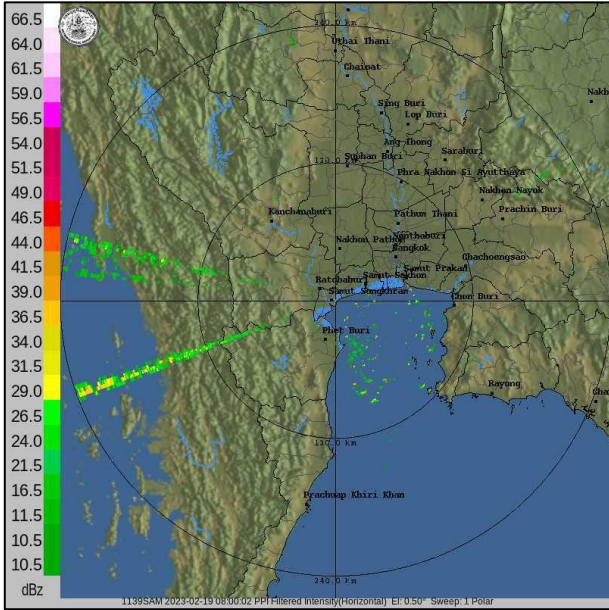 66.5
64.0
61.5
59.0
56.5
54.0
51.5
49.0
46.5
44.0
41.5
39.0
36.5
34.0
31.5
29.0
26.5
24.0
21.5
16.5
11.5
10.5
10.5
dBz
240.0 km
Uthai Thani
Chainat
Nakh
Sing Buri
Lop Buri
Ang Thong
Saraburi
120.0 km
Suphan Buri
Phra Nakhon Si Ayutthaya
Nakhon Nayok
Kanchanaburi
Pathum Thani
Prachin Buri
Nonthaburi
Nakhon Pathom
Bangkok
Chachoengsao
Samut Prakan
Ratchaburi
Samut Sakhon
Samut Songkhram
Chon Buri
Phet Buri
Rayong
Cha
120.0 km
Prachuap Khiri Khan
240.0 km
1139SAM 2023-02-19 08:00:02 PPI Filtered Intensity(Horizontal) El: 0.50° Sweep: 1 Polar